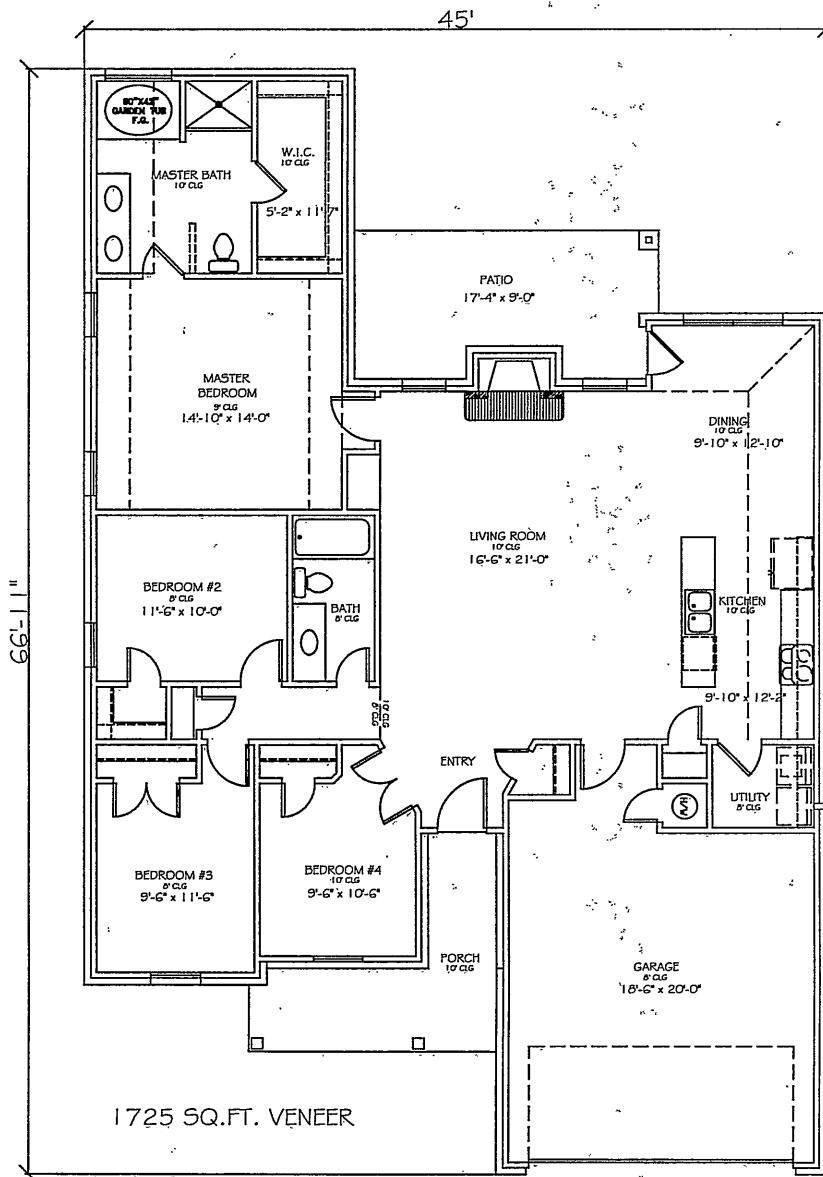 45'
66'-11"
60"X42"
GARDEN TUB
F.G.
MASTER BATH
10' CLG
W.I.C.
10' CLG
5'-2" x 11'-7"
PATIO
17'-4" x 9'-0"
MASTER
BEDROOM
9' CLG
14'-10" x 14'-0"
DINING
10' CLG
9'-10" x 12'-10"
LIVING ROOM
10' CLG
16'-6" x 21'-0"
BEDROOM #2
8' CLG
11'-6" x 10'-0"
BATH
8' CLG
KITCHEN
10' CLG
9'-10" x 12'-2"
10' CLG
8' CLG
ENTRY
UTILITY
8' CLG
W/H
BEDROOM #3
8' CLG
9'-6" x 11'-6"
BEDROOM #4
10' CLG
9'-6" x 10'-6"
PORCH
10' CLG
GARAGE
8' CLG
18'-6" x 20'-0"
1725 SQ.FT. VENEER